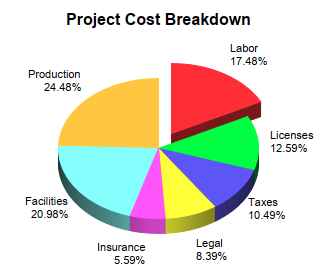 Project Cost Breakdown
Labor
17.48%
Production
24.48%
Licenses
12.59%
Facilities
20.98%
Taxes
10.49%
Insurance
5.59%
Legal
8.39%